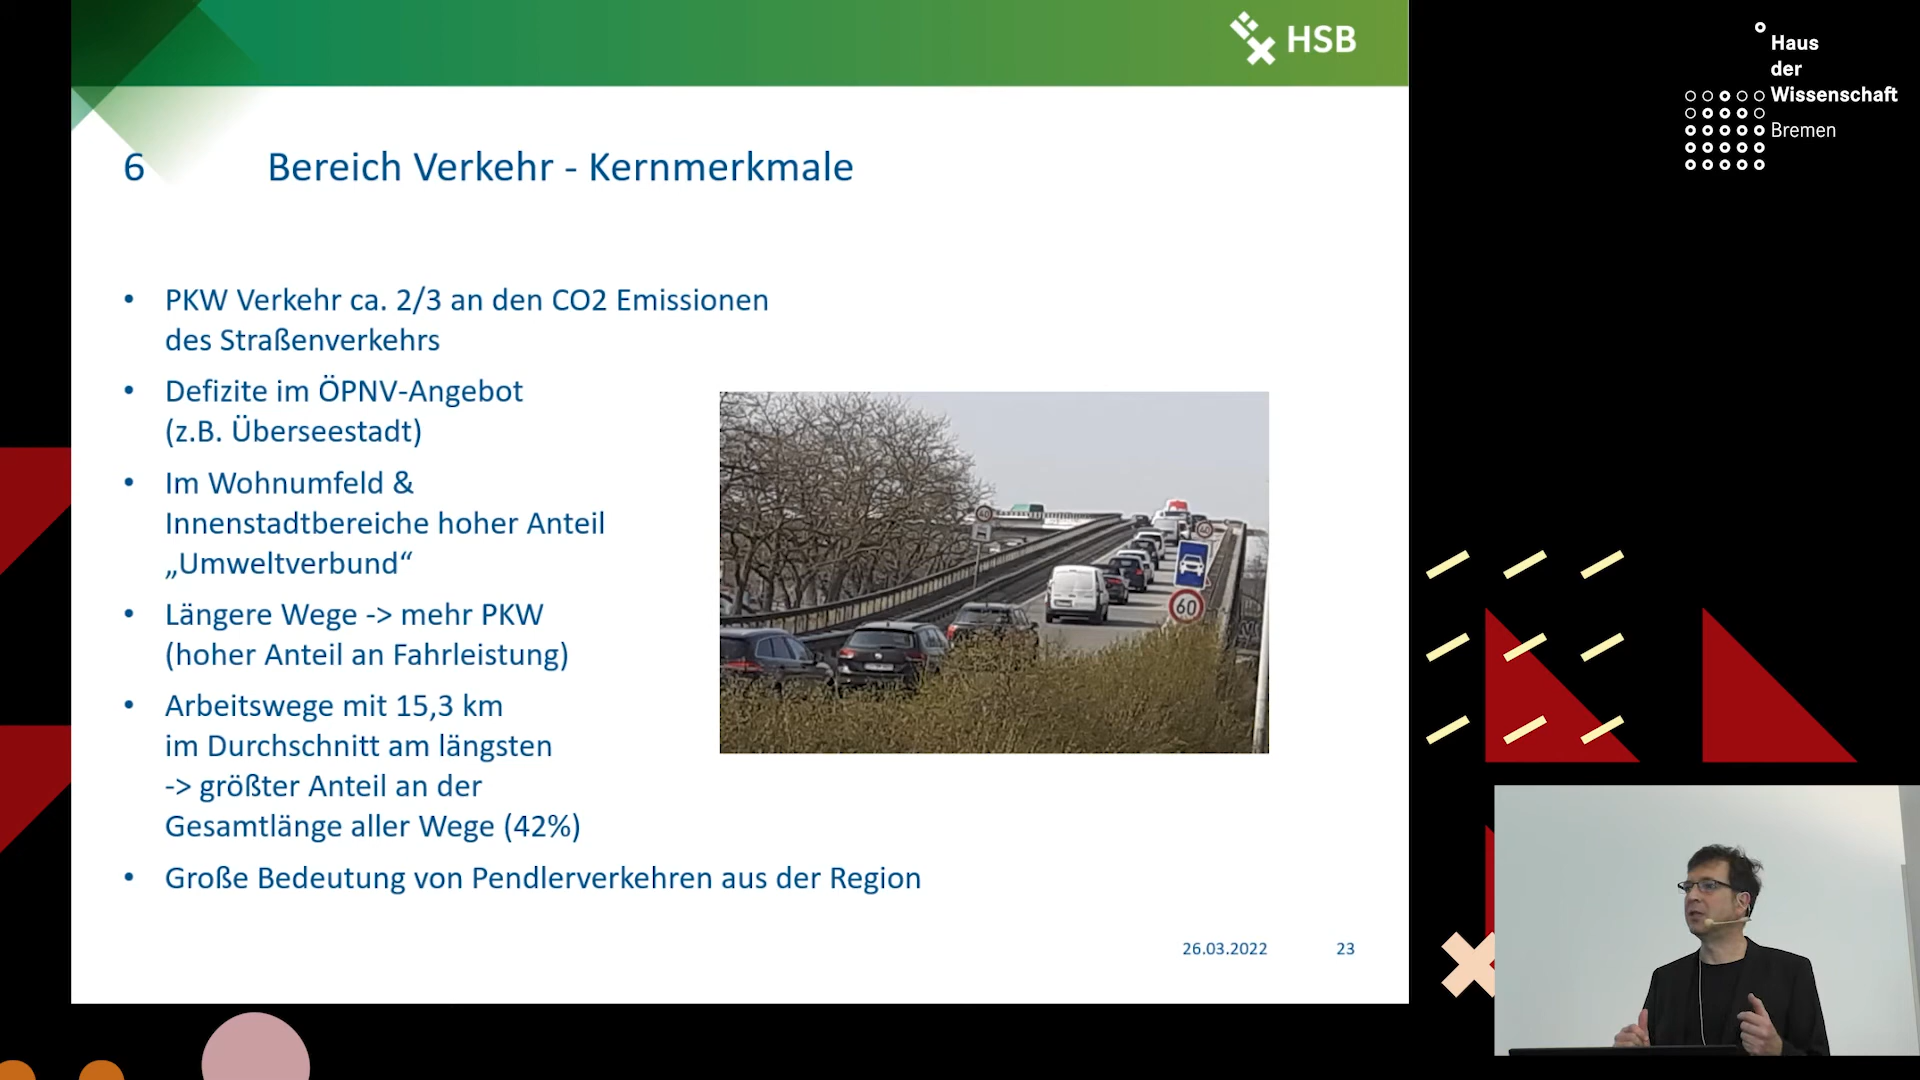 HSB
Haus
der
Wissenschaft
Bremen
6 Bereich Verkehr - Kernmerkmale
• PKW Verkehr ca. 2/3 an den CO2 Emissionen
des Straßenverkehrs
• Defizite im ÖPNV-Angebot
(z.B. Überseestadt)
• Im Wohnumfeld &
Innenstadtbereiche hoher Anteil
„Umweltverbund“
• Längere Wege -> mehr PKW
(hoher Anteil an Fahrleistung)
• Arbeitswege mit 15,3 km
im Durchschnitt am längsten
-> größter Anteil an der
Gesamtlänge aller Wege (42%)
• Große Bedeutung von Pendlerverkehren aus der Region
60
60
60
26.03.2022 23